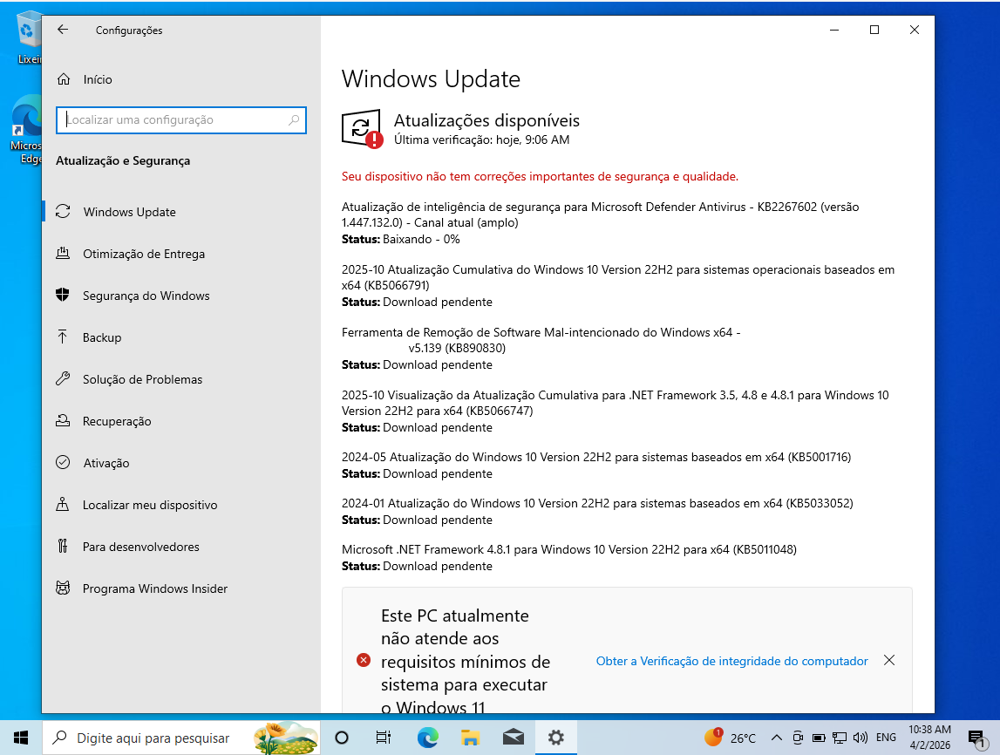 Lixeir
Micros
Edge
Configurações
Início
Localizar uma configuração
Atualização e Segurança
Windows Update
Otimização de Entrega
Segurança do Windows
Backup
Solução de Problemas
Recuperação
Ativação
Localizar meu dispositivo
Para desenvolvedores
Programa Windows Insider
Windows Update
Atualizações disponíveis
Última verificação: hoje, 9:06 AM
Seu dispositivo não tem correções importantes de segurança e qualidade.
Atualização de inteligência de segurança para Microsoft Defender Antivirus - KB2267602 (versão
1.447.132.0) - Canal atual (amplo)
Status: Baixando - 0%
2025-10 Atualização Cumulativa do Windows 10 Version 22H2 para sistemas operacionais baseados em
x64 (KB5066791)
Status: Download pendente
Ferramenta de Remoção de Software Mal-intencionado do Windows x64 -
v5.139 (KB890830)
Status: Download pendente
2025-10 Visualização da Atualização Cumulativa para .NET Framework 3.5, 4.8 e 4.8.1 para Windows 10
Version 22H2 para x64 (KB5066747)
Status: Download pendente
2024-05 Atualização do Windows 10 Version 22H2 para sistemas baseados em x64 (KB5001716)
Status: Download pendente
2024-01 Atualização do Windows 10 Version 22H2 para sistemas baseados em x64 (KB5033052)
Status: Download pendente
Microsoft .NET Framework 4.8.1 para Windows 10 Version 22H2 para x64 (KB5011048)
Status: Download pendente
Este PC atualmente
não atende aos
requisitos mínimos de
sistema para executar
o Windows 11
Obter a Verificação de integridade do computador
Digite aqui para pesquisar
1
26°C
ENG
10:38 AM
4/2/2026
1